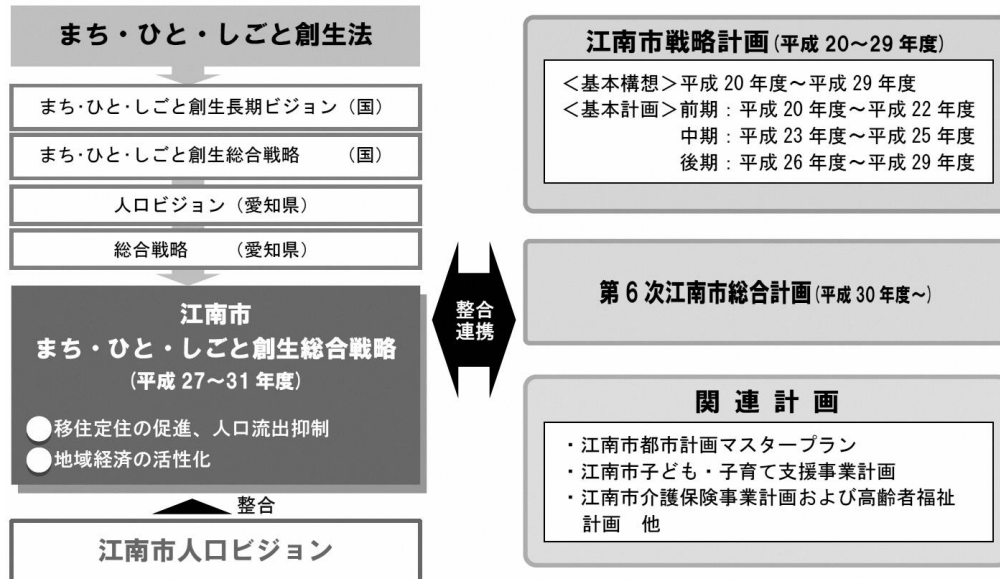 まち・ひと・しごと創生法
まち・ひと・しごと創生長期ビジョン（国）
まち・ひと・しごと創生総合戦略　　（国）
人口ビジョン（愛知県）
総合戦略　　（愛知県）
江南市
まち・ひと・しごと創生総合戦略
(平成 27～31 年度)
移住定住の促進、人口流出抑制
地域経済の活性化
整合
江南市人口ビジョン
整合
連携
江南市戦略計画(平成 20～29 年度)
＜基本構想＞平成 20 年度～平成 29 年度
＜基本計画＞前期：平成 20 年度～平成 22 年度
中期：平成 23 年度～平成 25 年度
後期：平成 26 年度～平成 29 年度
第 6 次江南市総合計画(平成 30 年度～)
関 連 計 画
・江南市都市計画マスタープラン
・江南市子ども・子育て支援事業計画
・江南市介護保険事業計画および高齢者福祉
計画　他